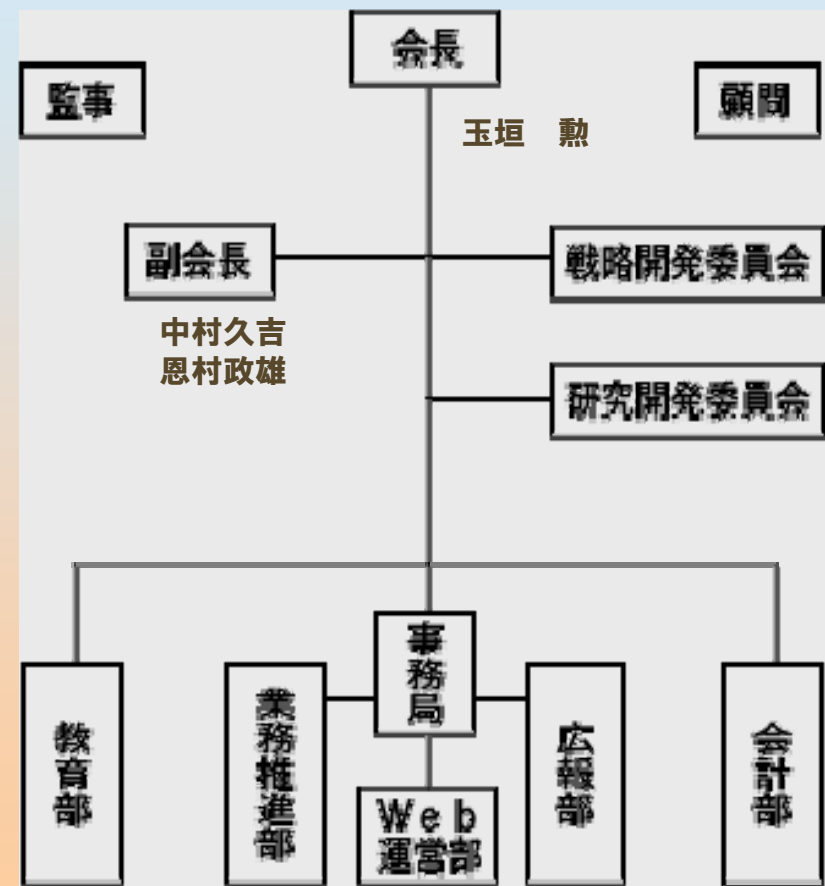 会長
監事
顧問
玉垣　勲
副会長
戦略開発委員会
中村久吉
恩村政雄
研究開発委員会
事務局
教育部
業務推進部
広報部
会計部
Ｗｅｂ
運営部